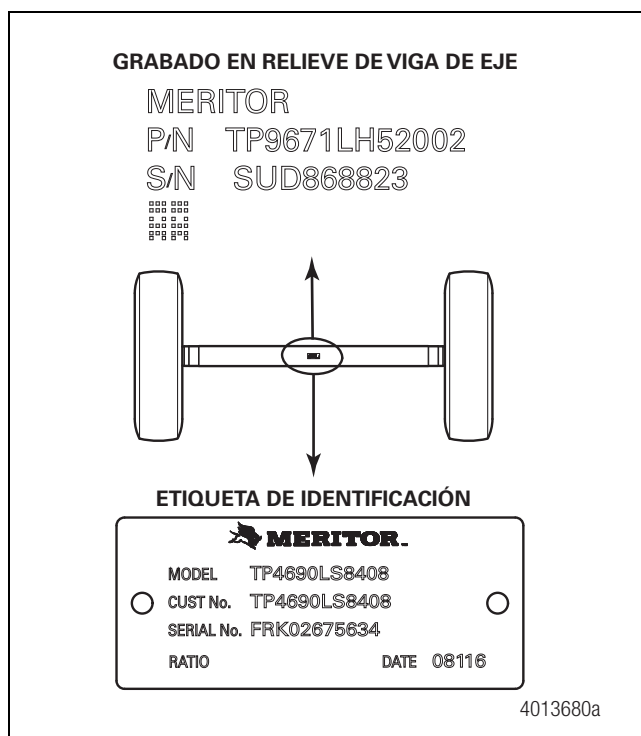 GRABADO EN RELIEVE DE VIGA DE EJE
MERITOR
P/N TP9671LH52002
S/N SUD868823
ETIQUETA DE IDENTIFICACIÓN
MERITOR
MODEL TP4690LS8408
CUST No. TP4690LS8408
SERIAL No. FRK02675634
RATIO DATE 08116
4013680a